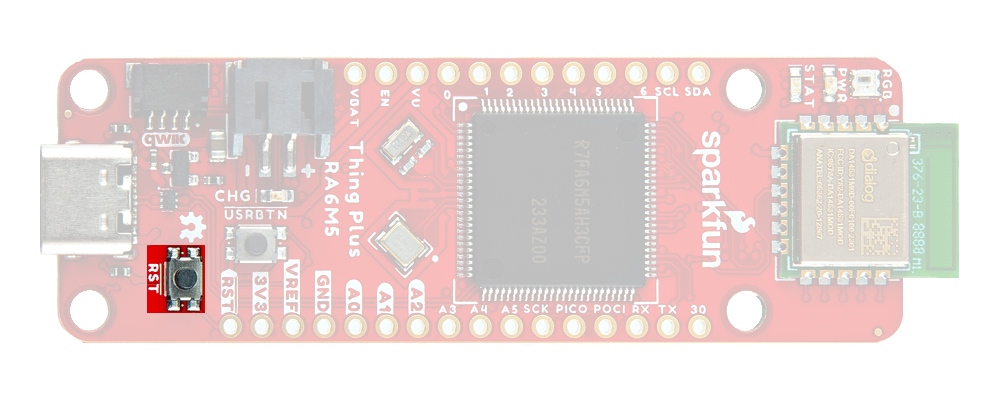 VBAT
EN
VU
0
1
2
3
4
5
6
SCL
SDA
STAT
PWR
RGB
qwiic
-
+
Thing Plus
RA6M5
CHG
USRBTN
R7FA6M5AH3CFP
233AZ00
sparkfun
dialog
376-23-B
RST
RST
3V3
VREF
GND
A0
A1
A2
A3
A4
A5
SCK
PICO
POCI
RX
TX
30